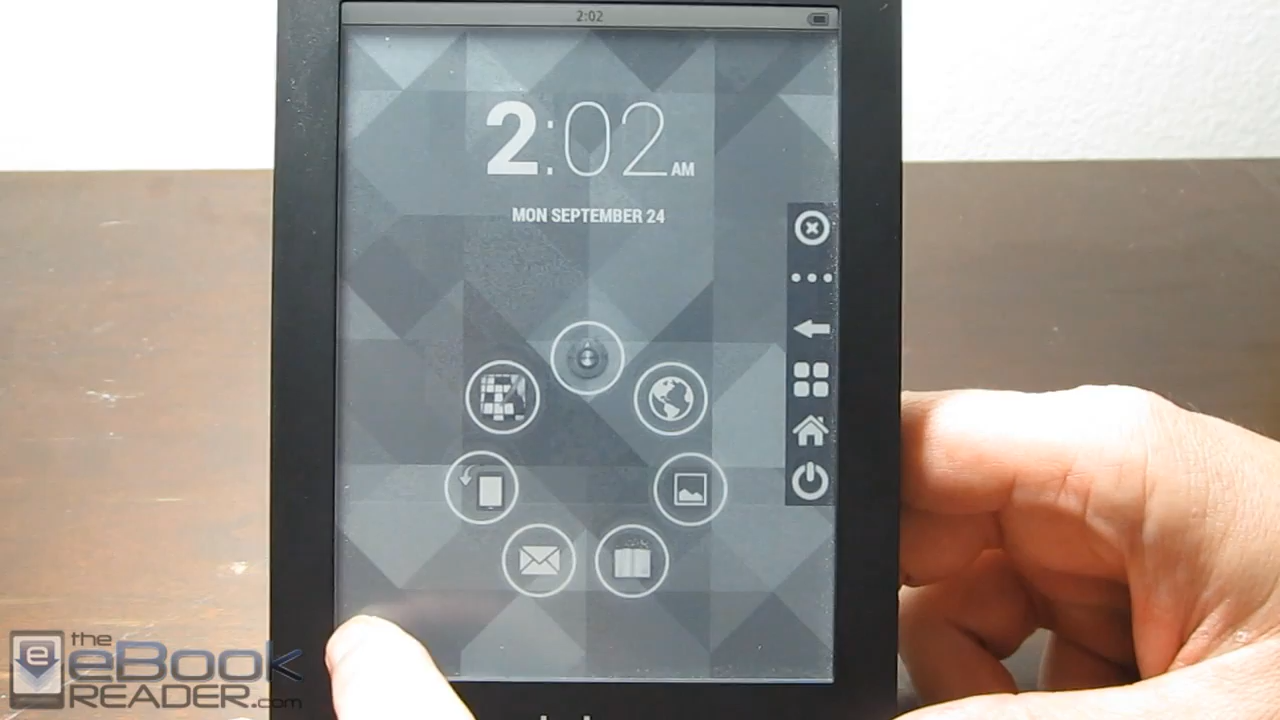 2:02
2:02 AM
MON SEPTEMBER 24
the
eBook
READER.com